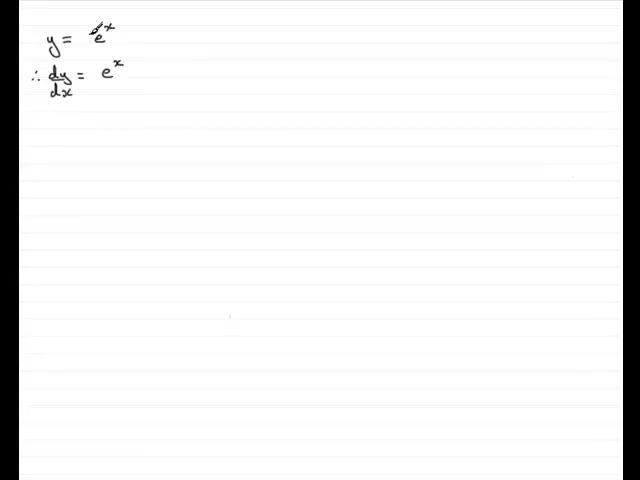 y = e^x
∴ dy/dx = e^x